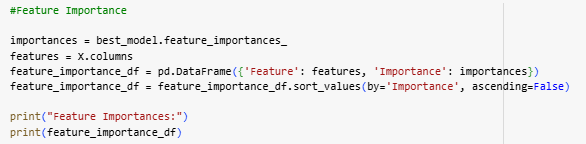 #Feature Importance
importances = best_model.feature_importances_
features = X.columns
feature_importance_df = pd.DataFrame({'Feature': features, 'Importance': importances})
feature_importance_df = feature_importance_df.sort_values(by='Importance', ascending=False)
print("Feature Importances:")
print(feature_importance_df)